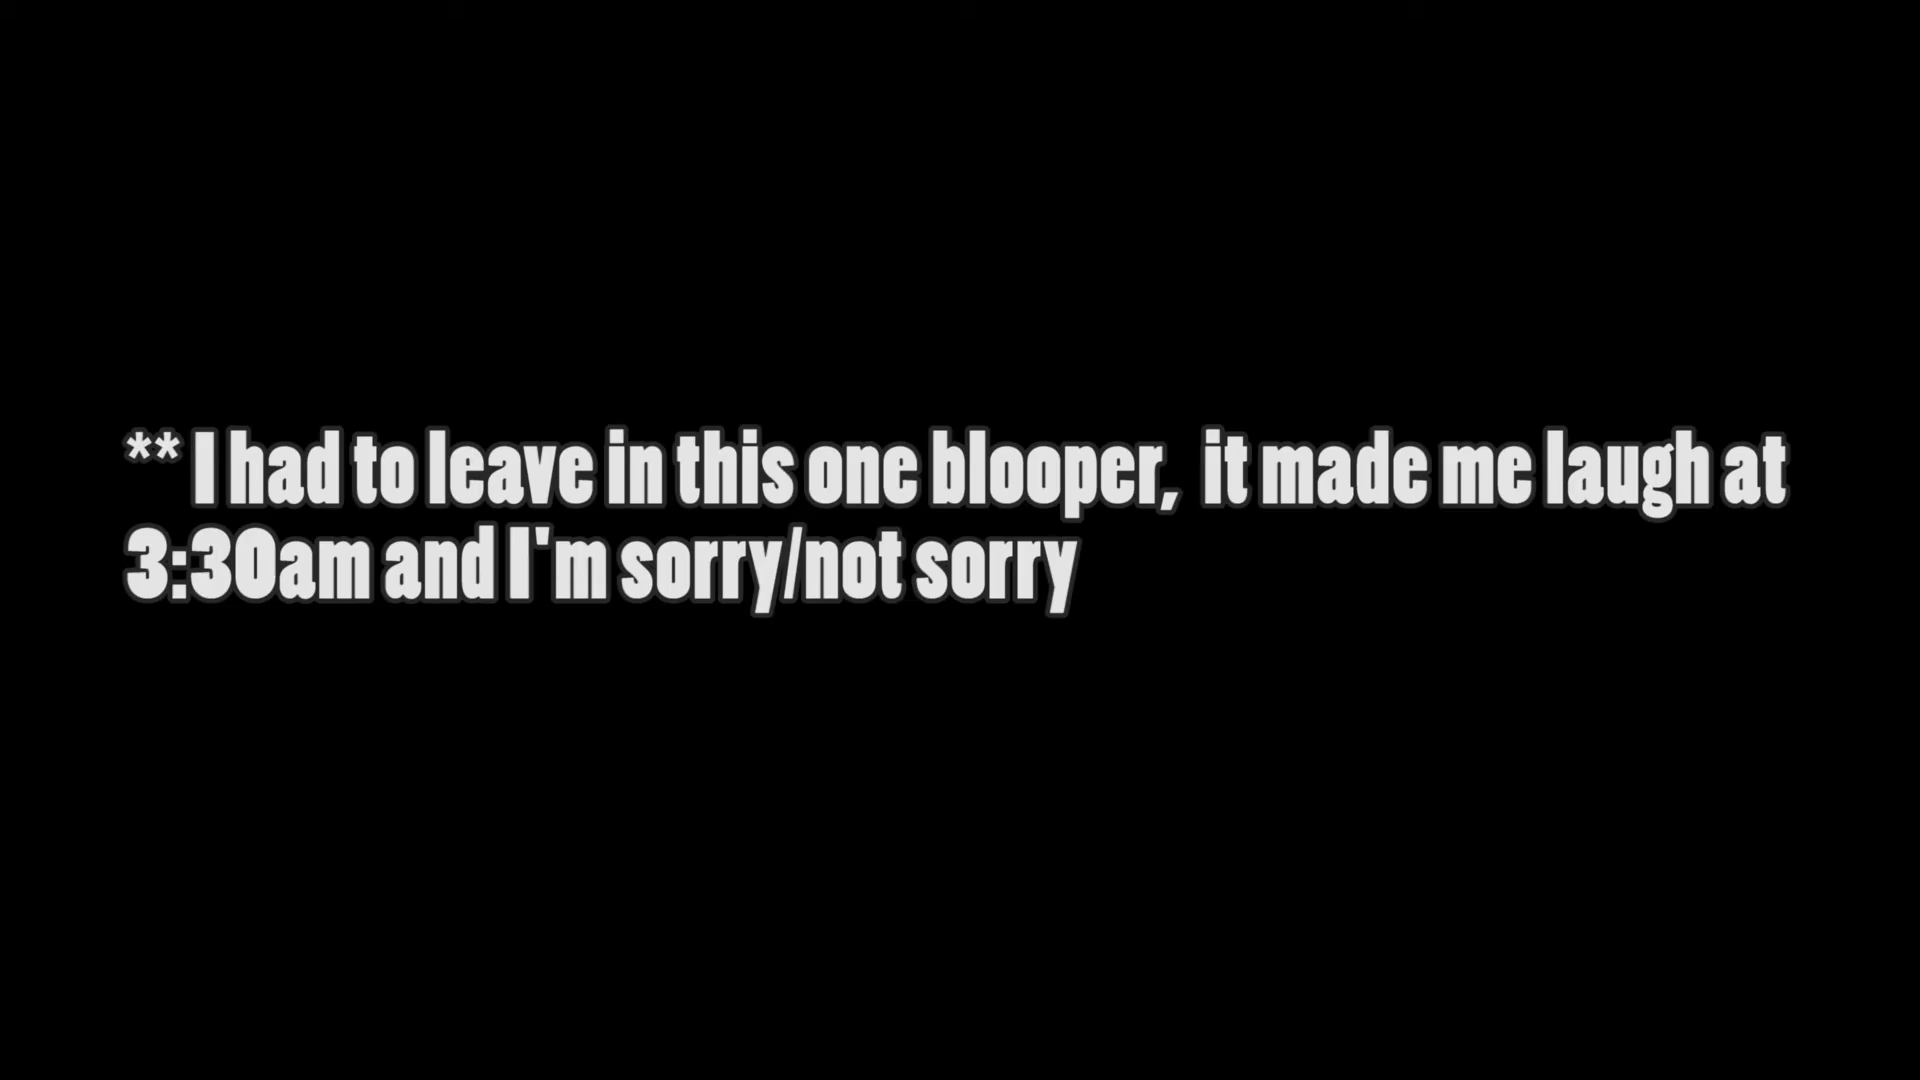 ** I had to leave in this one blooper,  it made me laugh at
3:30am and I'm sorry/not sorry